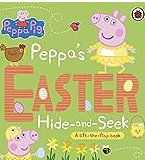 Peppa Pig
Peppa's
EASTER
Hide-and-Seek
A lift-the-flap book